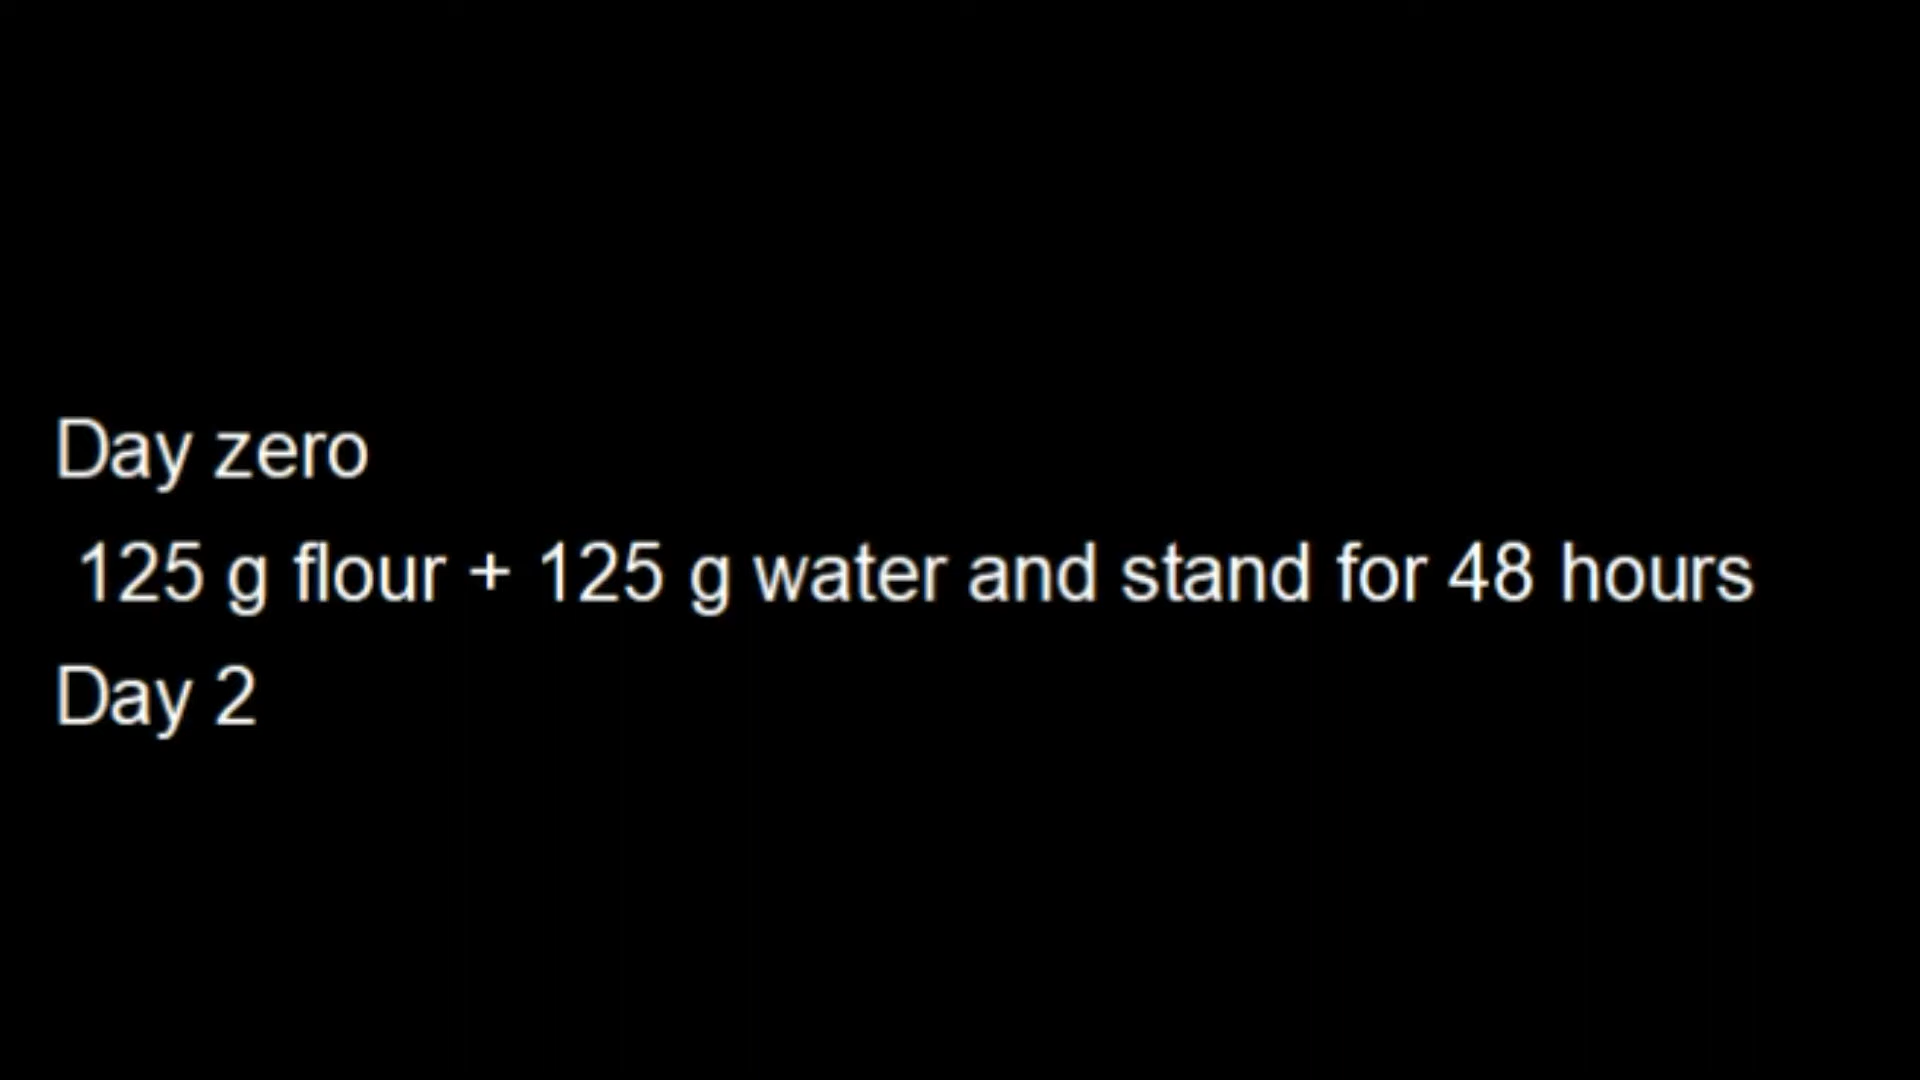 Day zero
125 g flour + 125 g water and stand for 48 hours
Day 2